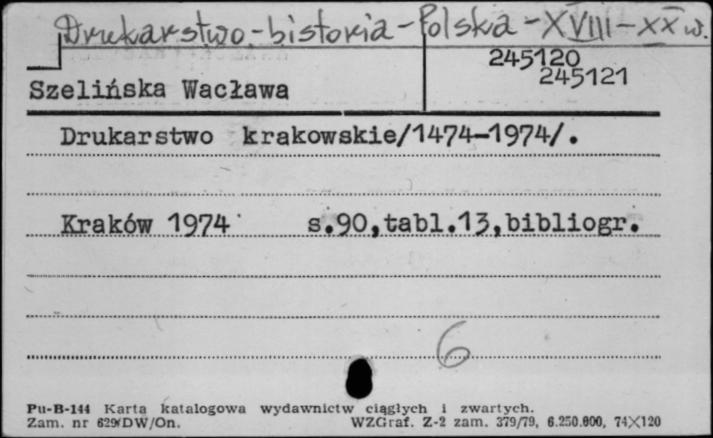 Drukarstwo-historia-Polska-XVIII-XX w.
245120
245121
Szelińska Wacława
Drukarstwo krakowskie/1474-1974/.
Kraków 1974 s.90,tabl.13,bibliogr.
6
Pu-B-144 Karta katalogowa wydawnictw ciągłych i zwartych.
Zam. nr 629/DW/On. WZGraf. Z-2 zam. 379/79, 6.250.000, 74X120